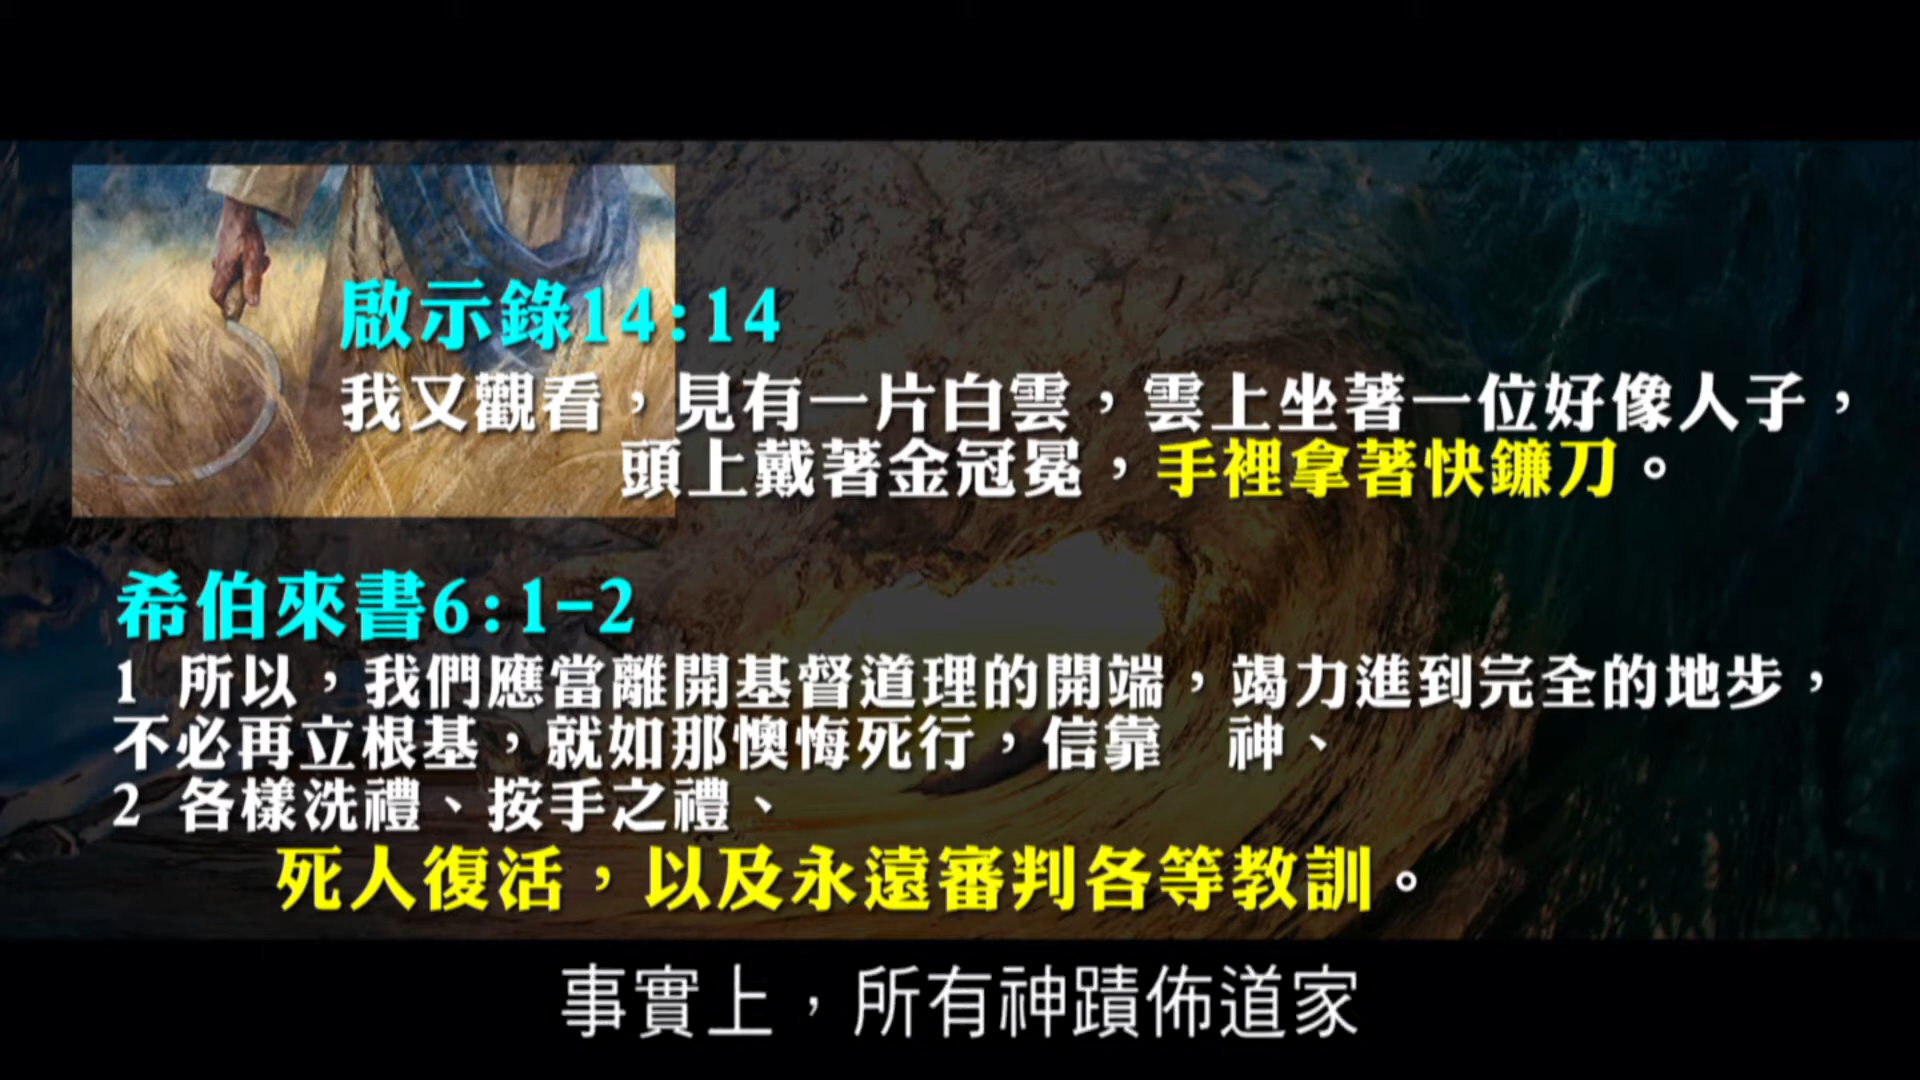 啟示錄14:14
我又觀看，見有一片白雲，雲上坐著一位好像人子，
頭上戴著金冠冕，手裡拿著快鐮刀。
希伯來書6:1-2
1 所以，我們應當離開基督道理的開端，竭力進到完全的地步，
不必再立根基，就如那懊悔死行，信靠　神、
2 各樣洗禮、按手之禮、
死人復活，以及永遠審判各等教訓。
事實上，所有神蹟佈道家